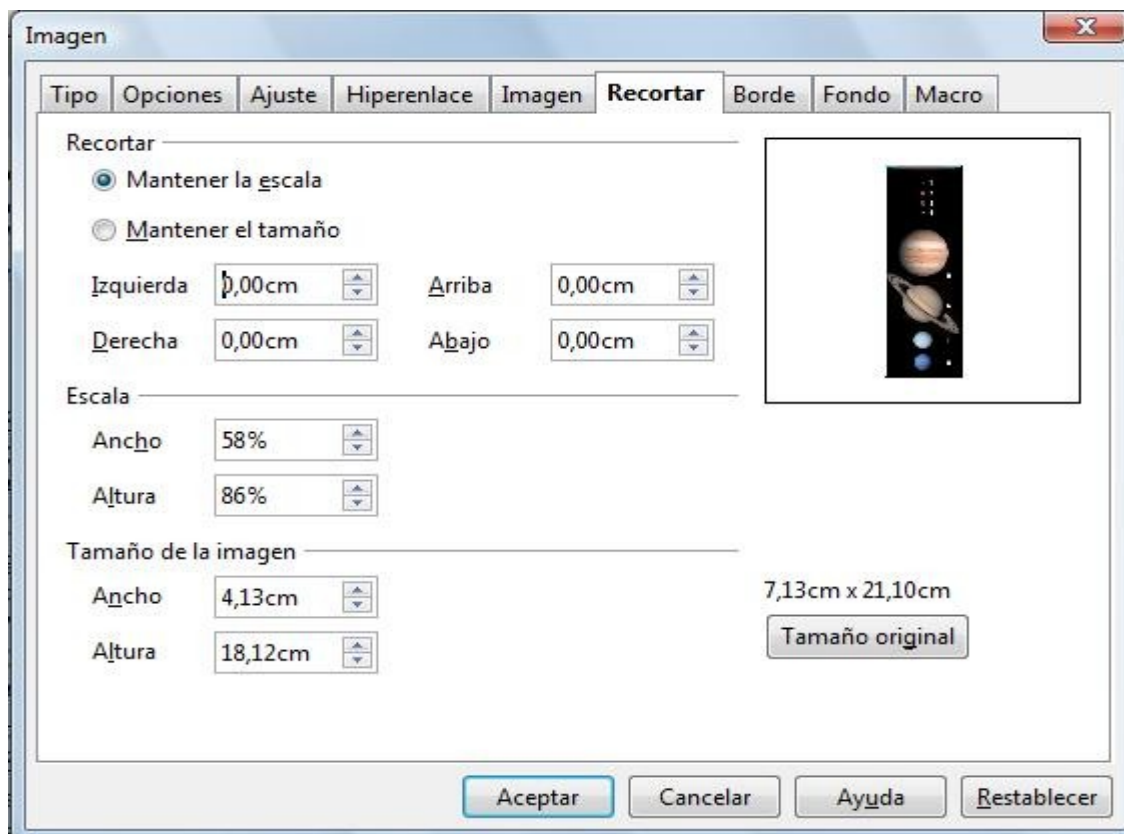 Imagen
Tipo Opciones Ajuste Hiperenlace Imagen Recortar Borde Fondo Macro
Recortar
Mantener la escala
Mantener el tamaño
Izquierda 0,00cm Arriba 0,00cm
Derecha 0,00cm Abajo 0,00cm
Escala
Ancho 58%
Altura 86%
Tamaño de la imagen
Ancho 4,13cm 7,13cm x 21,10cm
Altura 18,12cm Tamaño original
Aceptar Cancelar Ayuda Restablecer